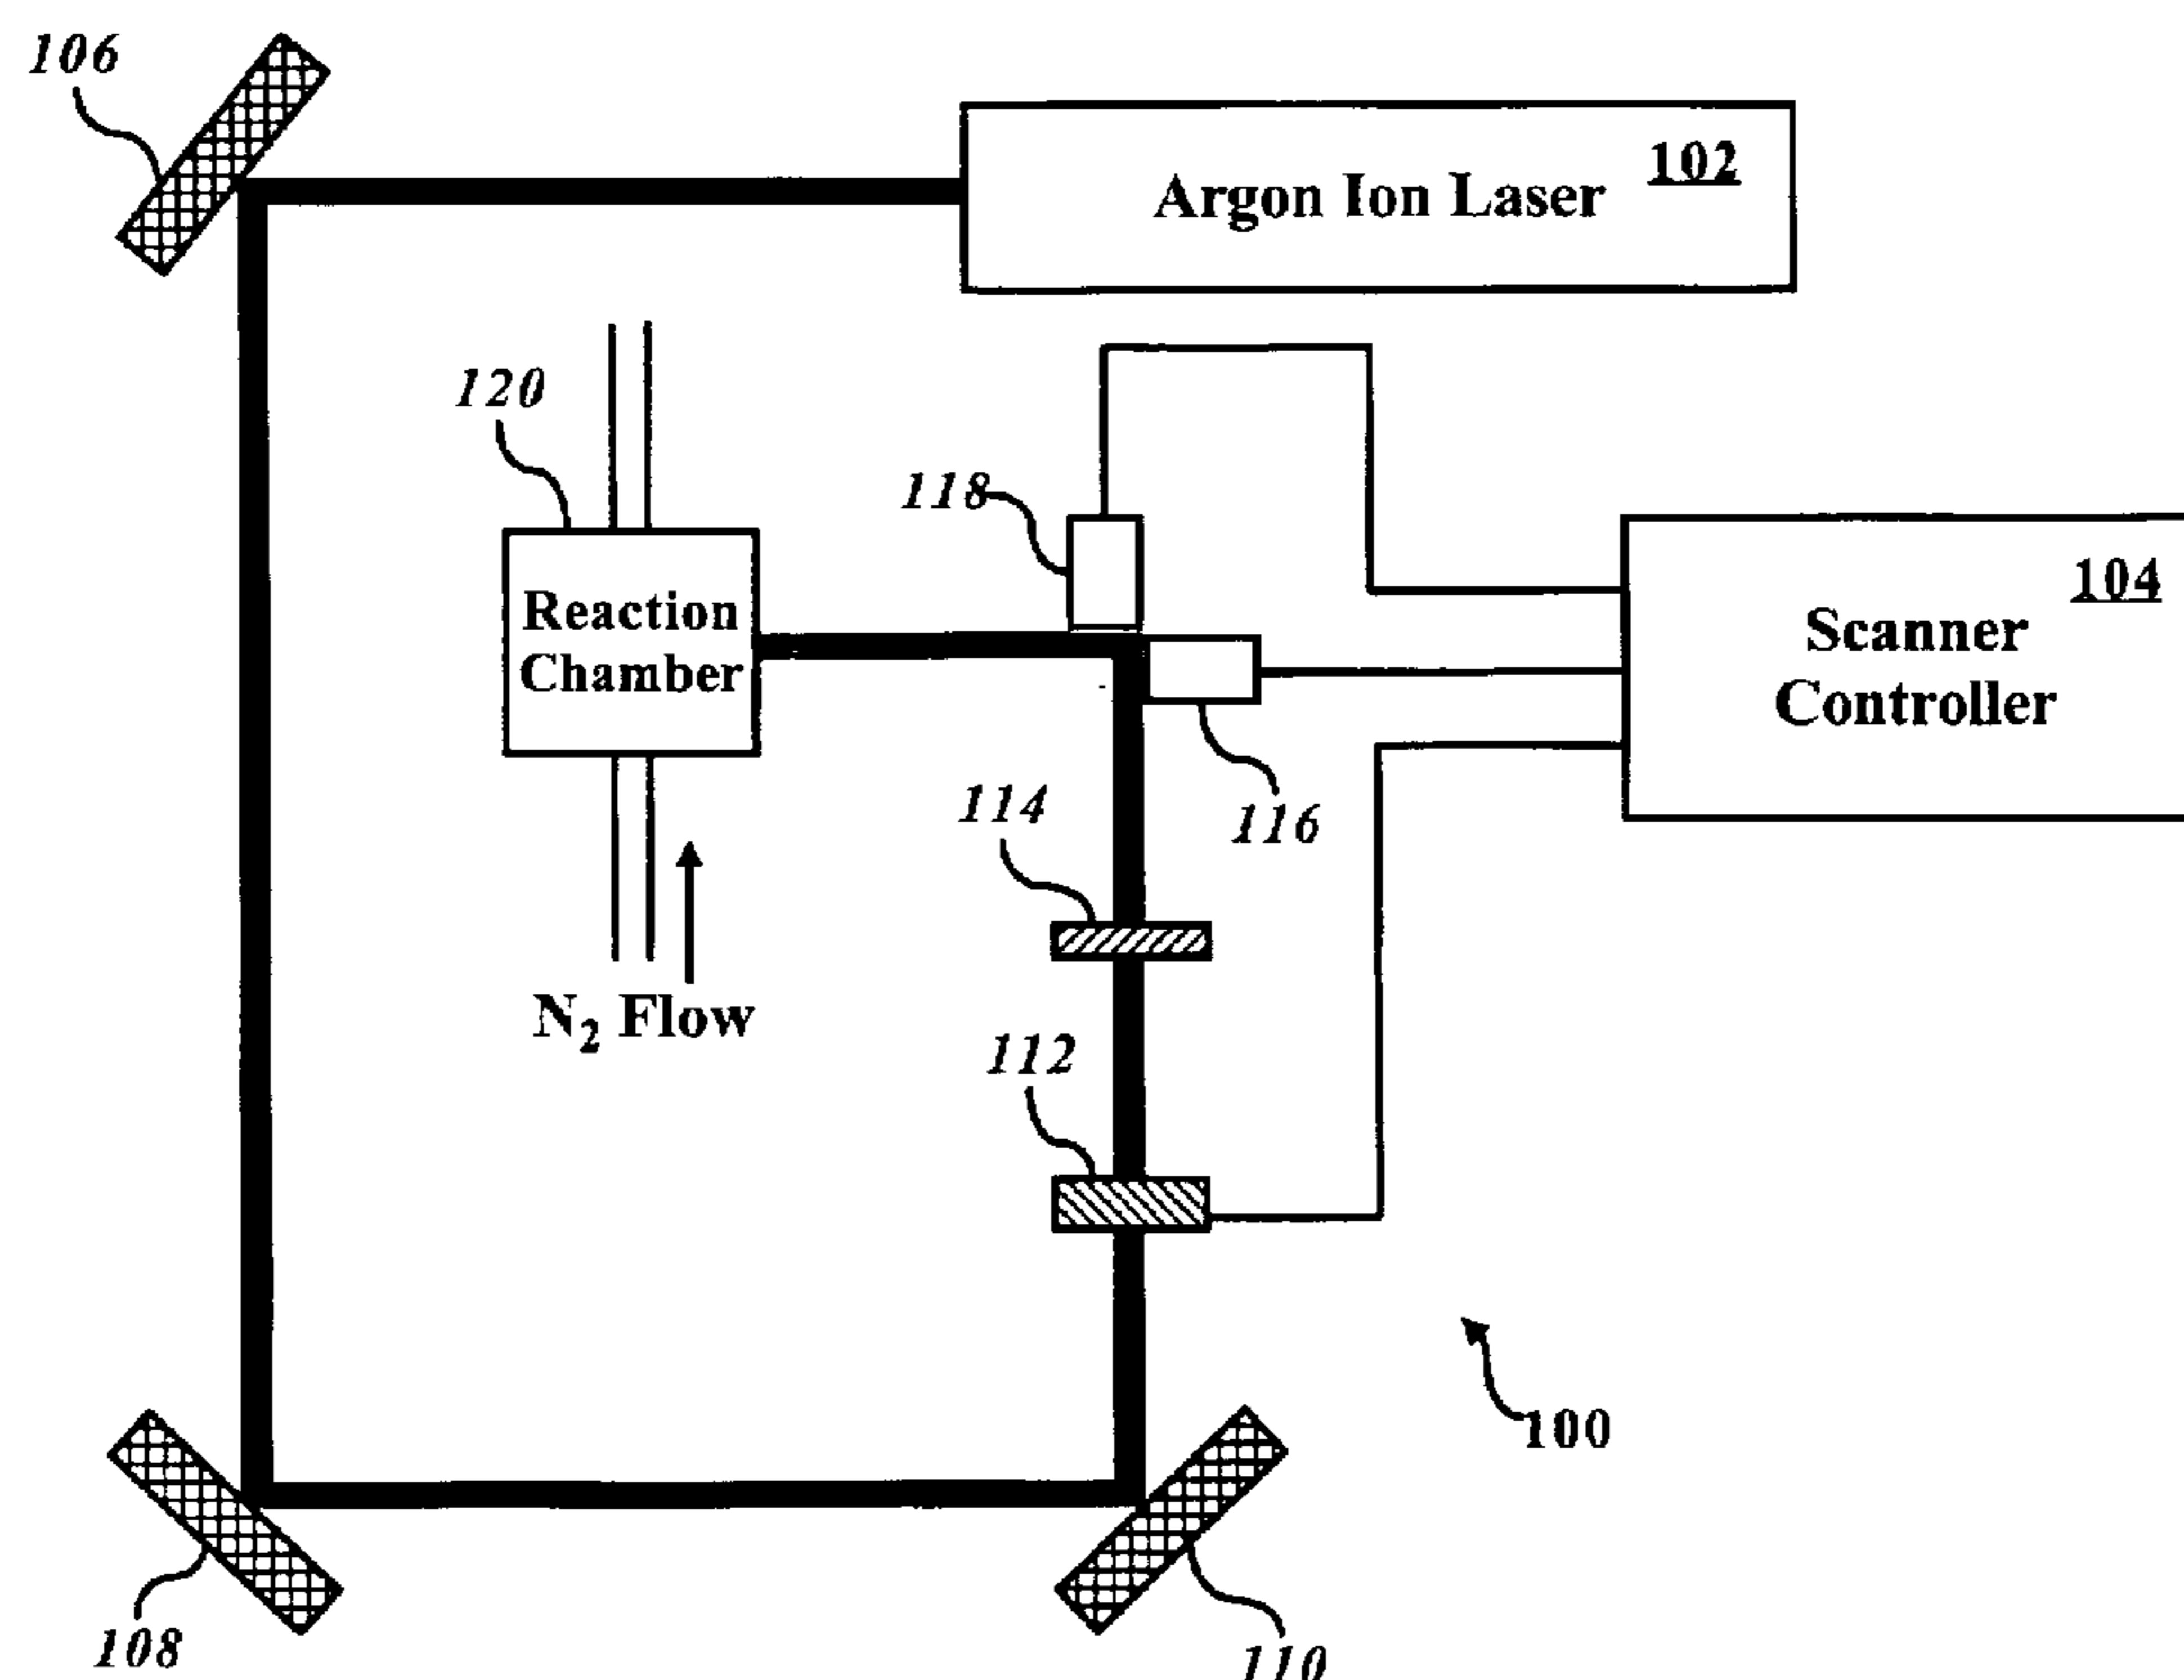 106
102
Argon Ion Laser
120
118
104
Reaction
Chamber
Scanner
Controller
114
116
N₂ Flow
112
100
108
110